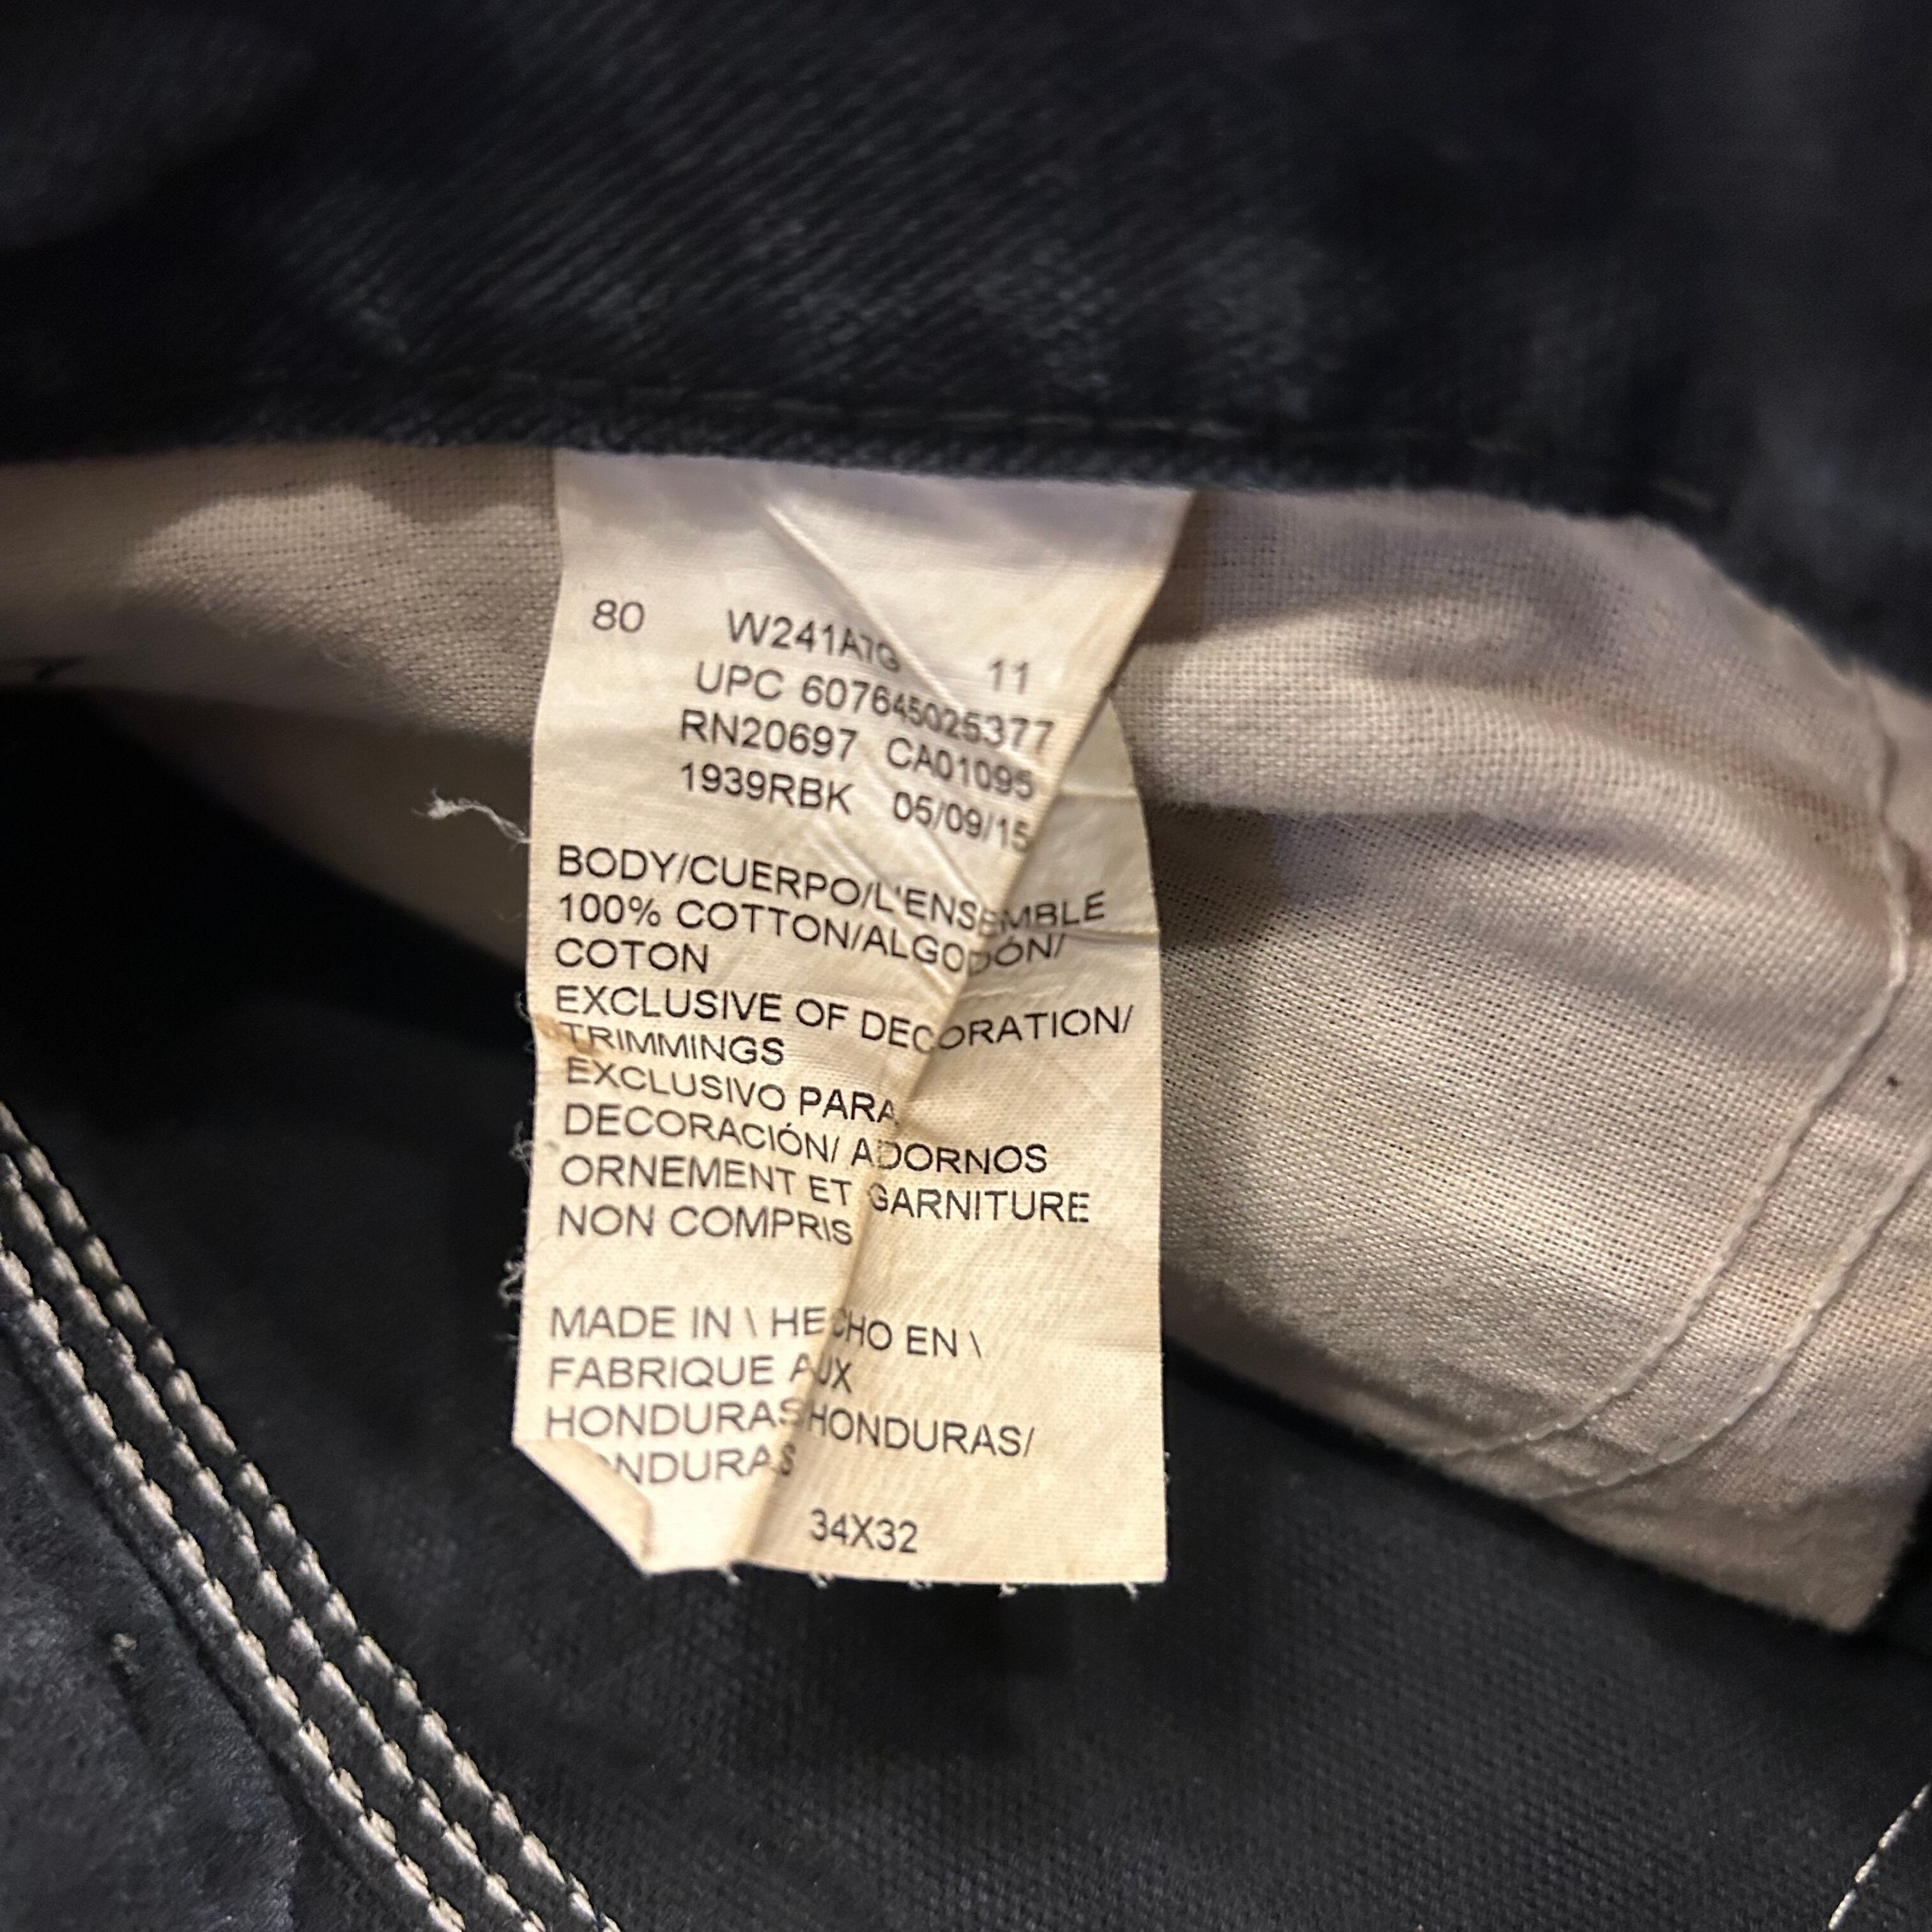 80 W241A7G 11
UPC 607645025377
RN20697 CA01095
1939RBK 05/09/15
BODY/CUERPO/L'ENSEMBLE
100% COTTON/ALGODÓN/
COTON
EXCLUSIVE OF DECORATION/
TRIMMINGS
EXCLUSIVO PARA
DECORACIÓN/ ADORNOS
ORNEMENT ET GARNITURE
NON COMPRIS
MADE IN \ HECHO EN \
FABRIQUE AUX
HONDURAS HONDURAS/
HONDURAS
34X32